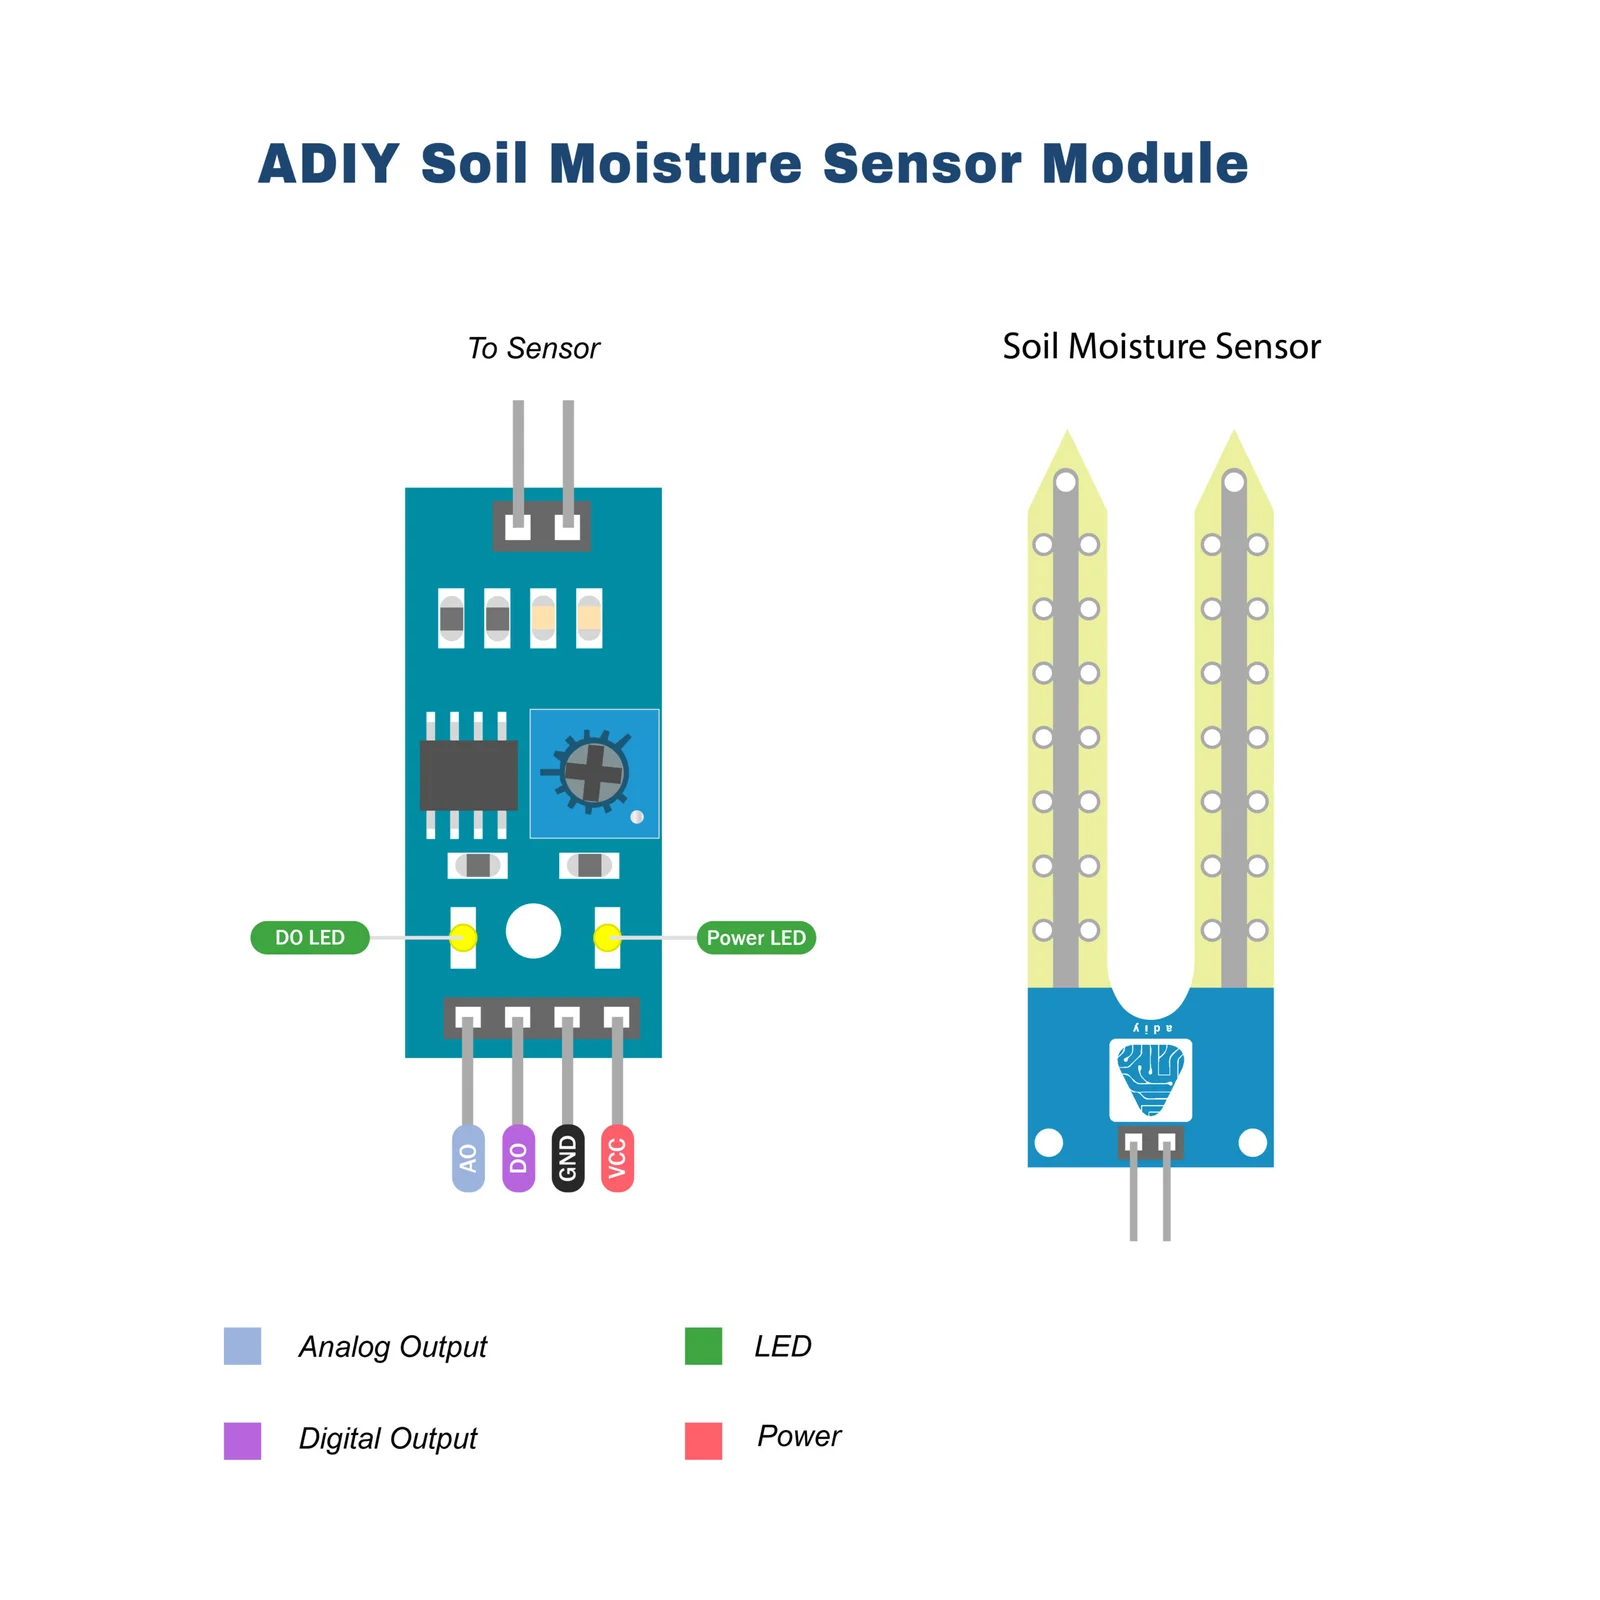 ADIY Soil Moisture Sensor Module
To Sensor
Soil Moisture Sensor
DO LED
Power LED
adiy
AO
DO
GND
VCC
Analog Output
LED
Digital Output
Power